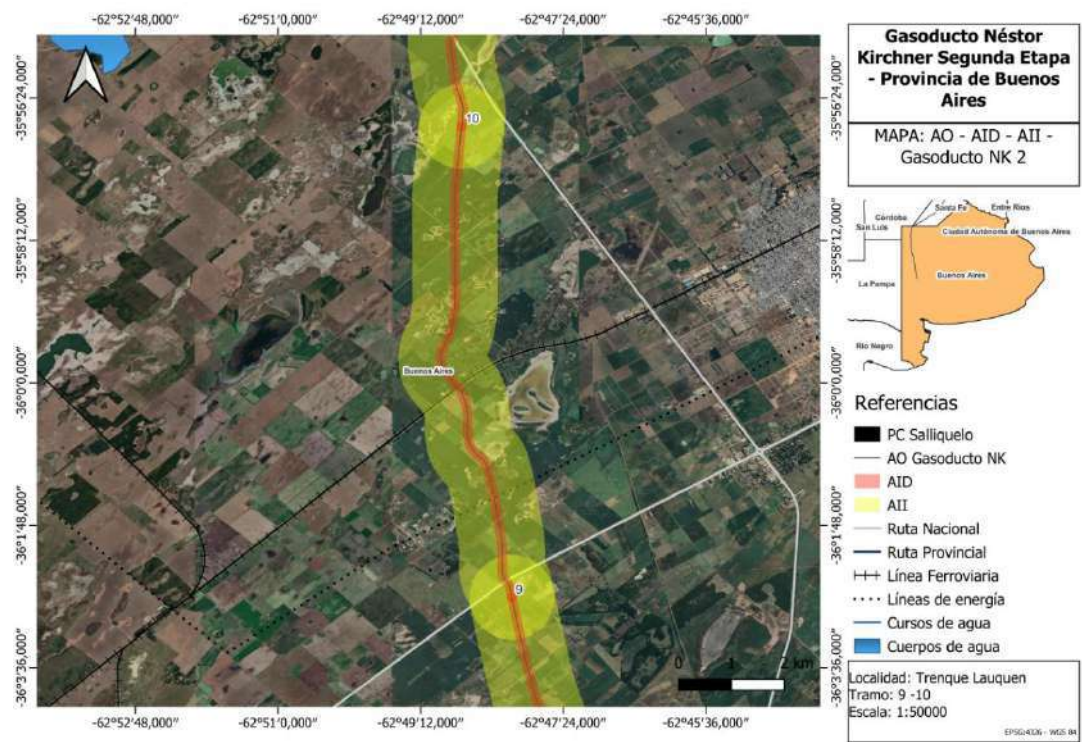 -62°52'48,000" -62°51'0,000" -62°49'12,000" -62°47'24,000" -62°45'36,000"
-35°56'24,000"
-35°58'12,000"
-36°0'0,000"
-36°1'48,000"
-36°3'36,000"
10
Buenos Aires
9
0 1 2 km
-35°56'24,000"
-35°58'12,000"
-36°0'0,000"
-36°1'48,000"
-36°3'36,000"
-62°52'48,000" -62°51'0,000" -62°49'12,000" -62°47'24,000" -62°45'36,000"
Gasoducto Néstor
Kirchner Segunda Etapa
- Provincia de Buenos
Aires
MAPA: AO - AID - AII -
Gasoducto NK 2
Santa Fe Entre Ríos
Córdoba
San Luis
Ciudad Autónoma de Buenos Aires
Buenos Aires
La Pampa
Río Negro
Referencias
PC Salliquelo
AO Gasoducto NK
AID
AII
Ruta Nacional
Ruta Provincial
Línea Ferroviaria
Líneas de energía
Cursos de agua
Cuerpos de agua
Localidad: Trenque Lauquen
Tramo: 9 -10
Escala: 1:50000
EPSG:4326 - WGS 84